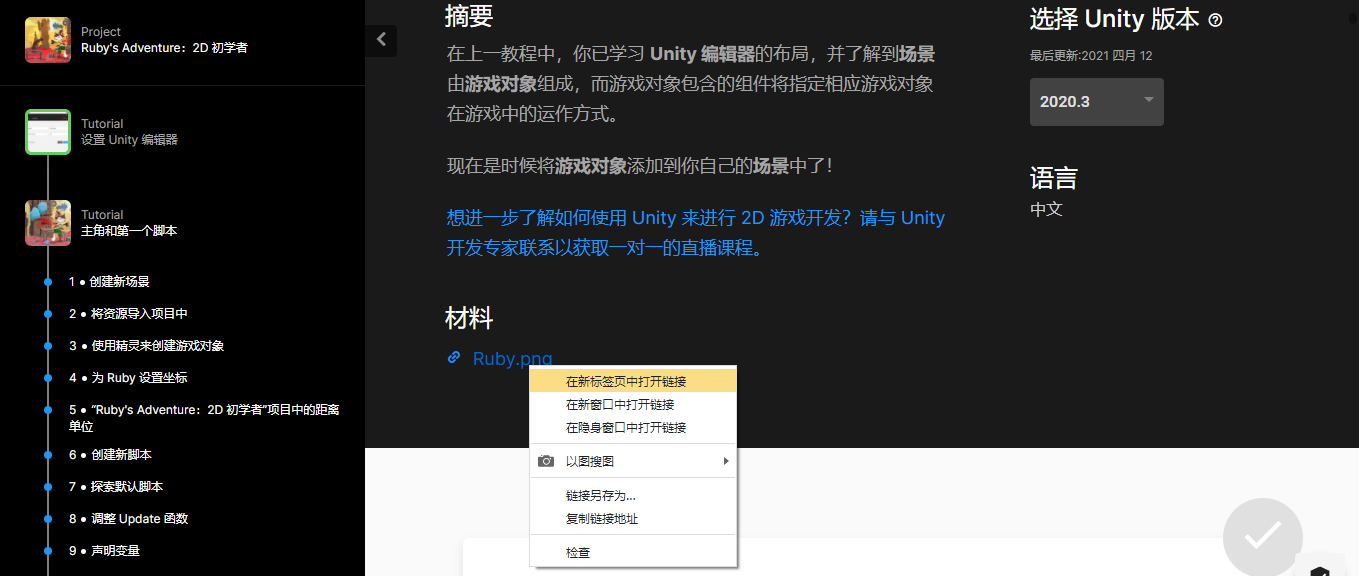 Project
Ruby's Adventure：2D 初学者
Tutorial
设置 Unity 编辑器
Tutorial
主角和第一个脚本
1 • 创建新场景
2 • 将资源导入项目中
3 • 使用精灵来创建游戏对象
4 • 为 Ruby 设置坐标
5 • “Ruby's Adventure：2D 初学者”项目中的距离
单位
6 • 创建新脚本
7 • 探索默认脚本
8 • 调整 Update 函数
9 • 声明变量
摘要
在上一教程中，你已学习 Unity 编辑器的布局，并了解到场景
由游戏对象组成，而游戏对象包含的组件将指定相应游戏对象
在游戏中的运作方式。
现在是时候将游戏对象添加到你自己的场景中了！
想进一步了解如何使用 Unity 来进行 2D 游戏开发？请与 Unity
开发专家联系以获取一对一的直播课程。
材料
Ruby.png
在新标签页中打开链接
在新窗口中打开链接
在隐身窗口中打开链接
以图搜图
链接另存为...
复制链接地址
检查
选择 Unity 版本
最后更新:2021 四月 12
2020.3
语言
中文